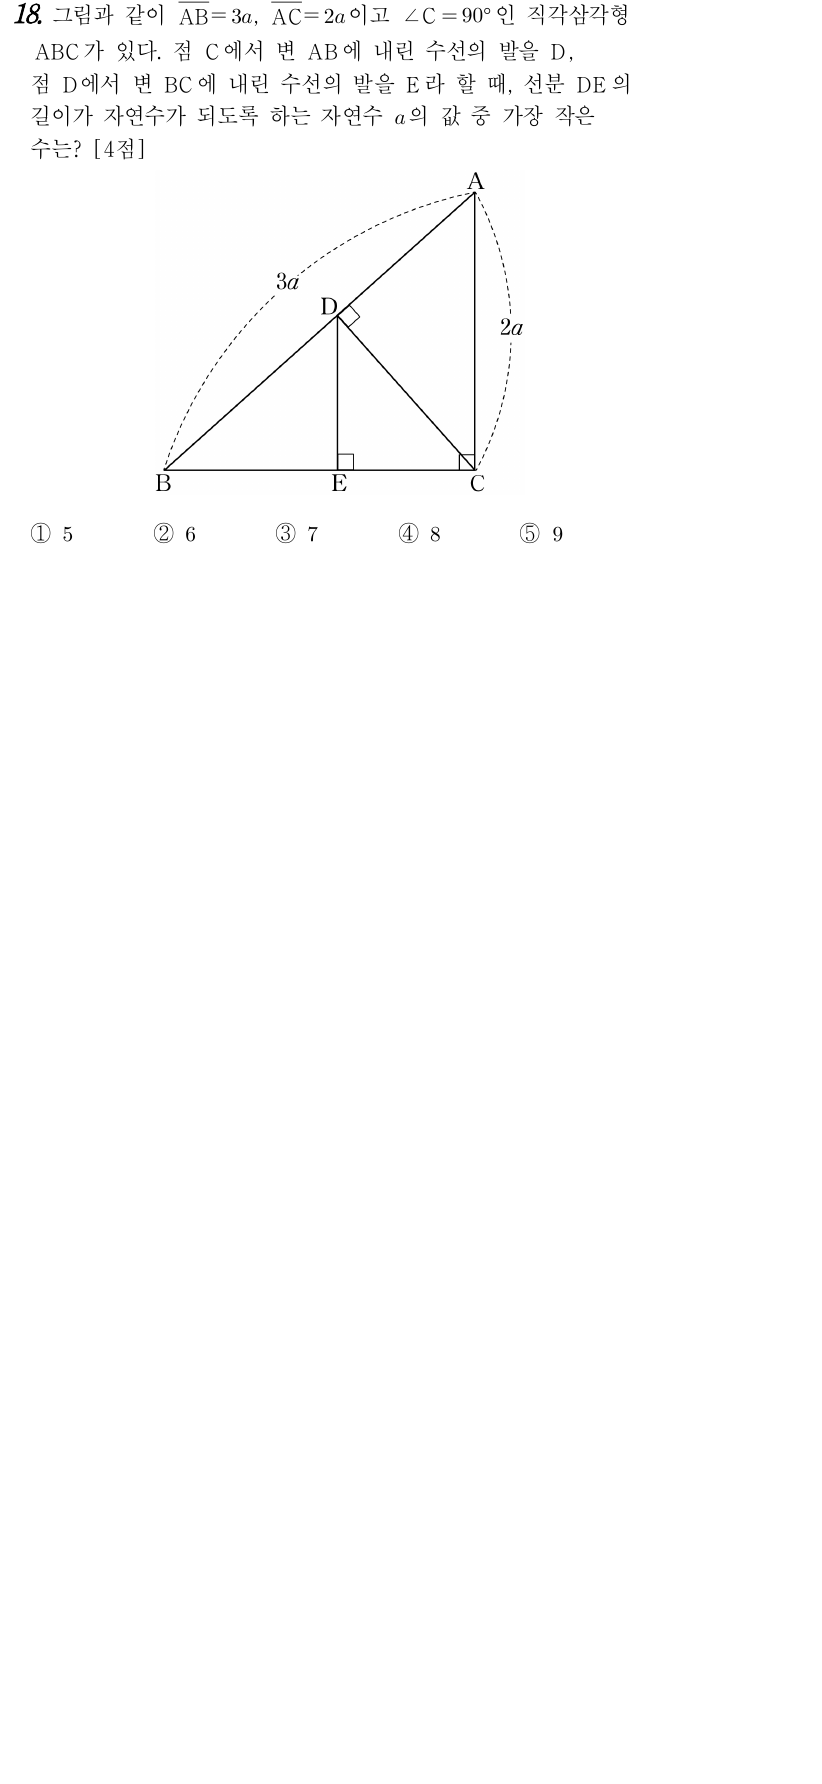 18. 그림과 같이 AB=3a, AC=2a이고 ∠C=90°인 직각삼각형
ABC가 있다. 점 C에서 변 AB에 내린 수선의 발을 D,
점 D에서 변 BC에 내린 수선의 발을 E라 할 때, 선분 DE의
길이가 자연수가 되도록 하는 자연수 a의 값 중 가장 작은
수는? [4점]
A
3a
D
2a
B E C
① 5 ② 6 ③ 7 ④ 8 ⑤ 9